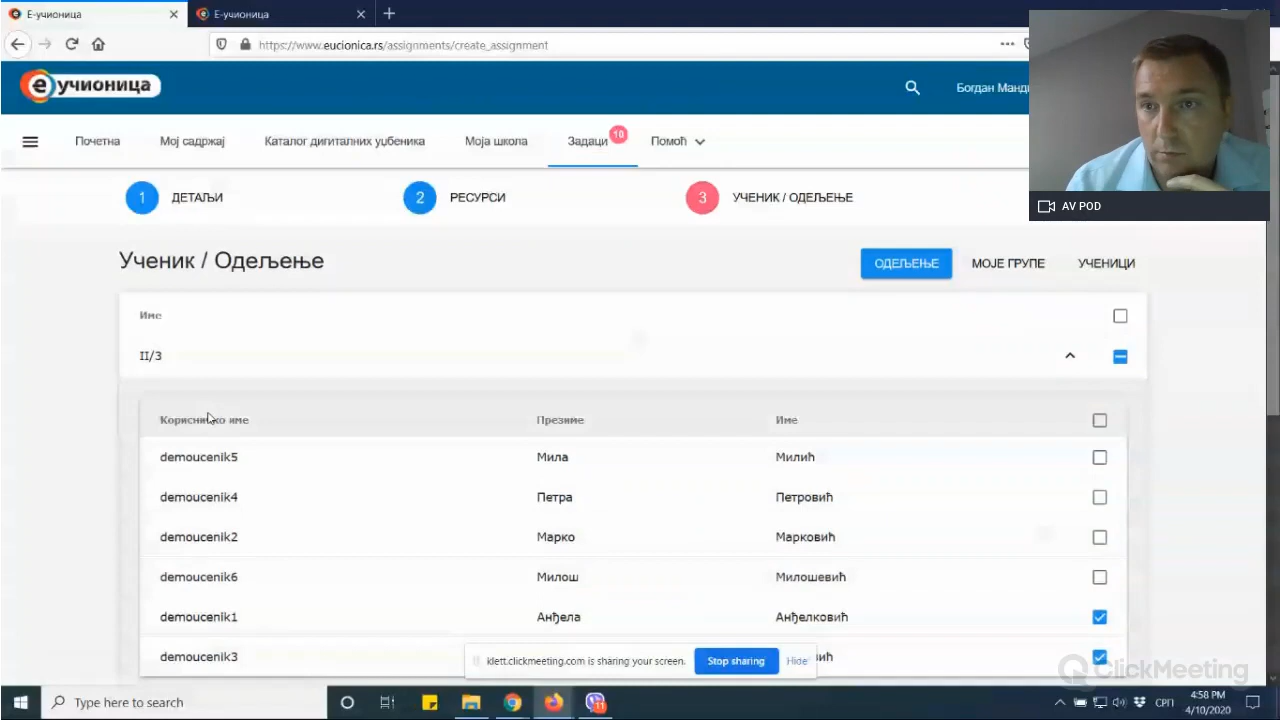 Е-учионица
Е-учионица
https://www.eucionica.rs/assignments/create_assignment
е учионица
Богдан
Почетна
Мој садржај
Каталог дигиталних уџбеника
Моја школа
Задаци
10
Помоћ
AV POD
1 ДЕТАЉИ
2 РЕСУРСИ
3 УЧЕНИК / ОДЕЉЕЊЕ
Ученик / Одељење
ОДЕЉЕЊЕ
МОЈЕ ГРУПЕ
УЧЕНИЦИ
Име
II/3
Корисничко име Презиме Име
demoucenik5 Мила Милић
demoucenik4 Петра Петровић
demoucenik2 Марко Марковић
demoucenik6 Милош Милошевић
demoucenik1 Анђела Анђелковић
demoucenik3
klett.clickmeeting.com is sharing your screen.
Stop sharing
Hide
ClickMeeting
Type here to search
11
СРП
4:58 PM
4/10/2020